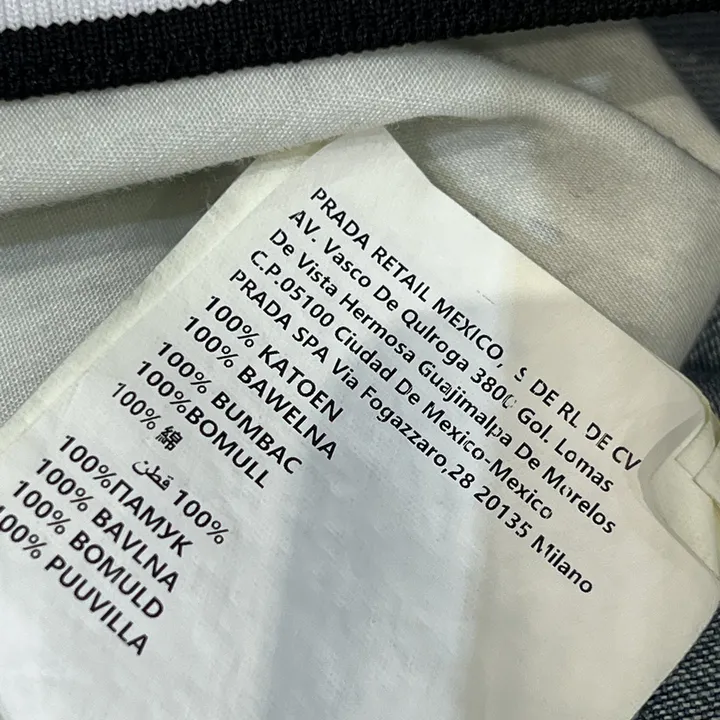 PRADA RETAIL MEXICO, S DE RL DE CV
AV. Vasco De Qulroga 3800 Gol. Lomas
De Vista Hermosa Guajimalpa De Morelos
C.P.05100 Ciudad De Mexico-Mexico
PRADA SPA Via Fogazzaro,28 20135 Milano
100% KATOEN
100% BAWELNA
100% BUMBAC
100%BOMULL
100% 綿
100% قطن
100%ПАМУК
100% BAVLNA
100% BOMULD
100% PUUVILLA